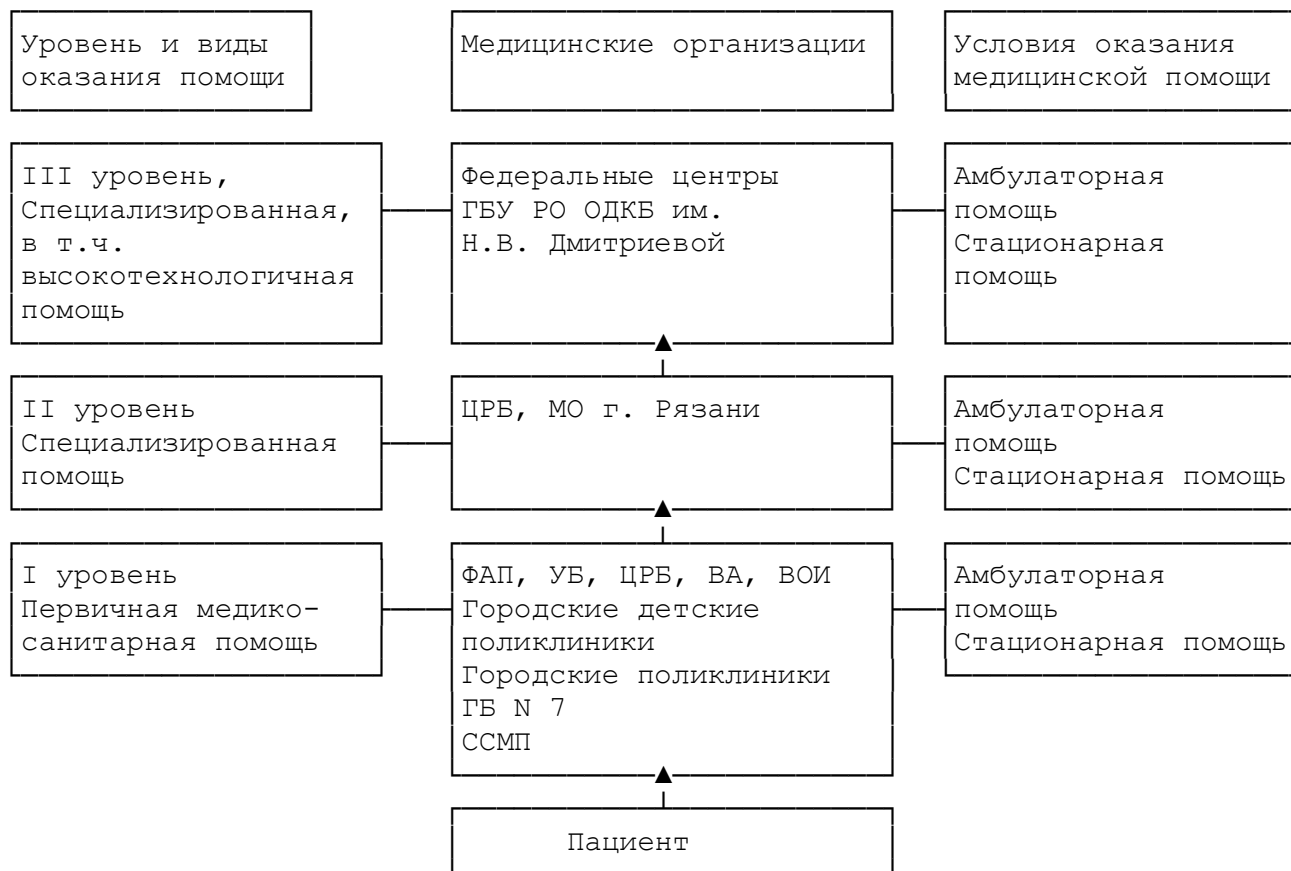 Уровень и виды
оказания помощи
Медицинские организации
Условия оказания
медицинской помощи
III уровень,
Специализированная,
в т.ч.
высокотехнологичная
помощь
Федеральные центры
ГБУ РО ОДКБ им.
Н.В. Дмитриевой
Амбулаторная
помощь
Стационарная
помощь
II уровень
Специализированная
помощь
ЦРБ, МО г. Рязани
Амбулаторная
помощь
Стационарная помощь
I уровень
Первичная медико-
санитарная помощь
ФАП, УБ, ЦРБ, ВА, ВОИ
Городские детские
поликлиники
Городские поликлиники
ГБ N 7
ССМП
Амбулаторная
помощь
Стационарная помощь
Пациент